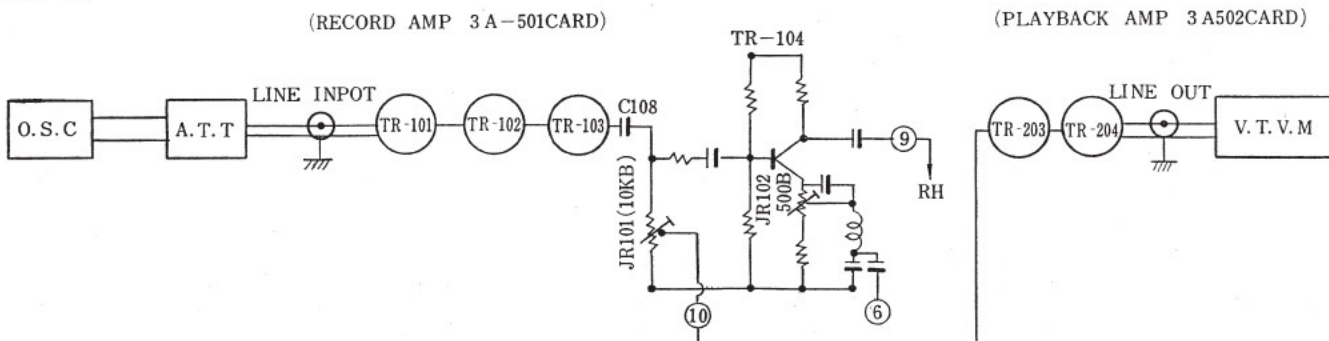 (RECORD AMP 3A-501CARD)
(PLAYBACK AMP 3A502CARD)
TR-104
O.S.C
A.T.T
LINE INPOT
TR-101
TR-102
TR-103
C108
JR101(10KB)
JR102
500B
9
RH
10
6
TR-203
TR-204
LINE OUT
V.T.V.M